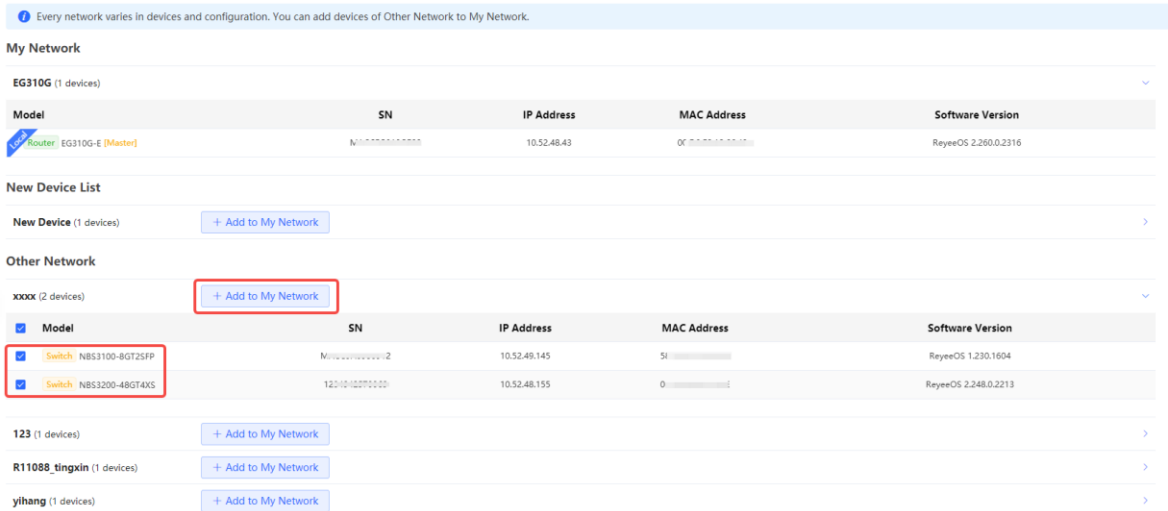 Every network varies in devices and configuration. You can add devices of Other Network to My Network.
My Network
EG310G (1 devices)
Model SN IP Address MAC Address Software Version
Local Router EG310G-E [Master] 10.52.48.43 ReyeeOS 2.260.0.2316
New Device List
New Device (1 devices) + Add to My Network
Other Network
xxxx (2 devices) + Add to My Network
Model SN IP Address MAC Address Software Version
Switch NBS3100-8GT2SFP 10.52.49.145 ReyeeOS 1.230.1604
Switch NBS3200-48GT4XS 10.52.48.155 ReyeeOS 2.248.0.2213
123 (1 devices) + Add to My Network
R11088_tingxin (1 devices) + Add to My Network
yihang (1 devices) + Add to My Network